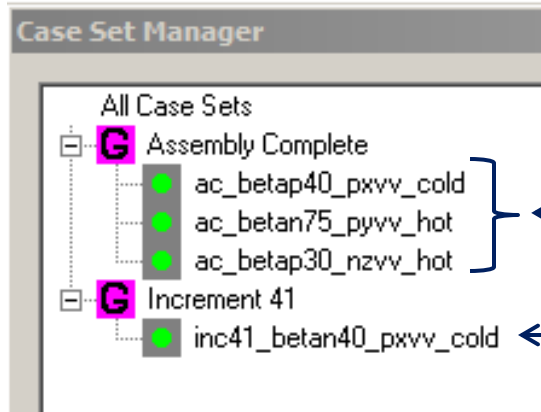 Case Set Manager
All Case Sets
G Assembly Complete
ac_betap40_pxvv_cold
ac_betan75_pyvv_hot
ac_betap30_nzvv_hot
G Increment 41
inc41_betan40_pxvv_cold